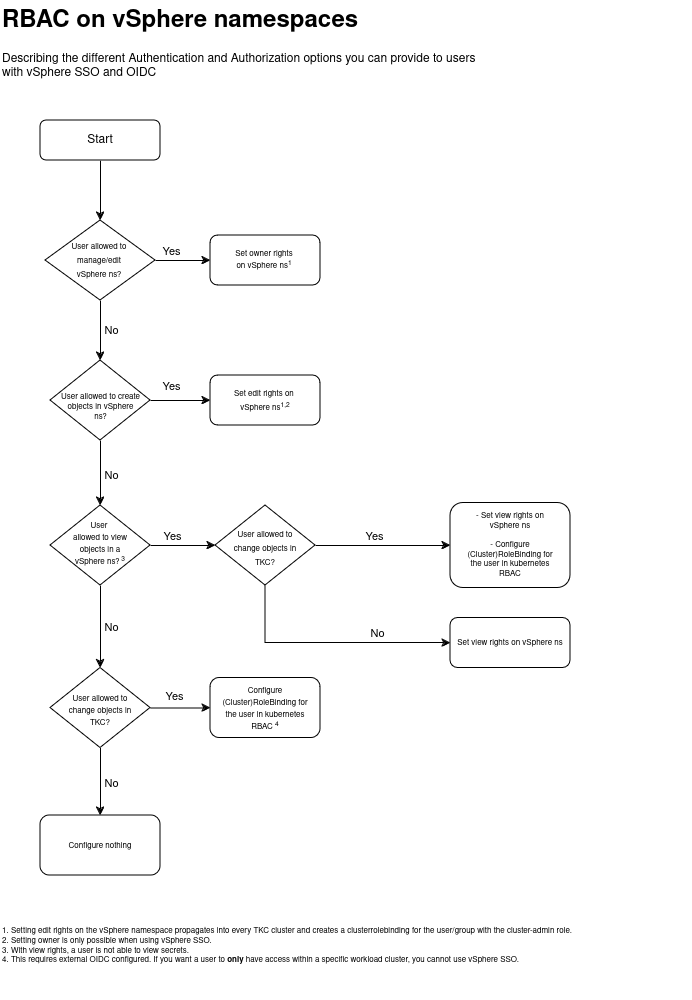 RBAC on vSphere namespaces
Describing the different Authentication and Authorization options you can provide to users
with vSphere SSO and OIDC
Start
User allowed to
manage/edit
vSphere ns?
Yes
Set owner rights
on vSphere ns1
No
User allowed to create
objects in vSphere
ns?
Yes
Set edit rights on
vSphere ns1,2
No
User
allowed to view
objects in a
vSphere ns? 3
Yes
User allowed to
change objects in
TKC?
Yes
- Set view rights on
vSphere ns
- Configure
(Cluster)RoleBinding for
the user in kubernetes
RBAC
No
Set view rights on vSphere ns
No
User allowed to
change objects in
TKC?
Yes
Configure
(Cluster)RoleBinding for
the user in kubernetes
RBAC 4
No
Configure nothing
1. Setting edit rights on the vSphere namespace propagates into every TKC cluster and creates a clusterrolebinding for the user/group with the cluster-admin role.
2. Setting owner is only possible when using vSphere SSO.
3. With view rights, a user is not able to view secrets.
4. This requires external OIDC configured. If you want a user to only have access within a specific workload cluster, you cannot use vSphere SSO.